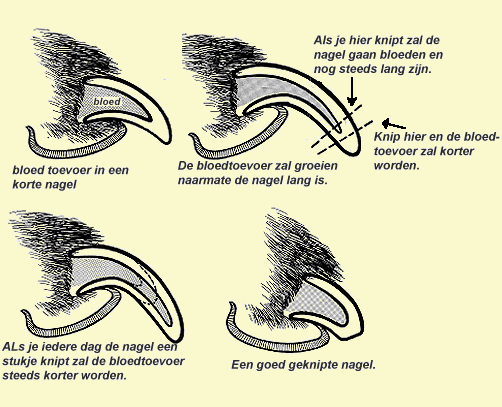 bloed
bloed toevoer in een
korte nagel
Als je hier knipt zal de
nagel gaan bloeden en
nog steeds lang zijn.
Knip hier en de bloed-
toevoer zal korter
worden.
De bloedtoevoer zal groeien
naarmate de nagel lang is.
ALs je iedere dag de nagel een
stukje knipt zal de bloedtoevoer
steeds korter worden.
Een goed geknipte nagel.